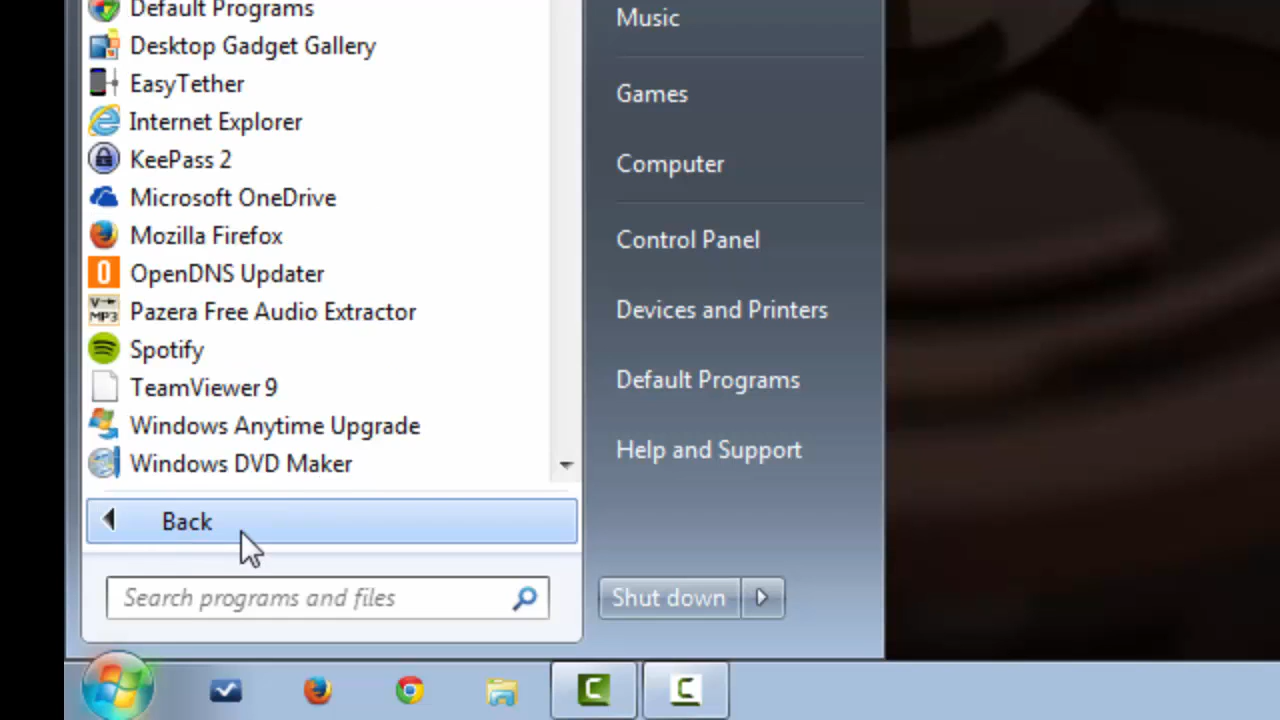 Default Programs
Desktop Gadget Gallery
EasyTether
Internet Explorer
KeePass 2
Microsoft OneDrive
Mozilla Firefox
OpenDNS Updater
Pazera Free Audio Extractor
Spotify
TeamViewer 9
Windows Anytime Upgrade
Windows DVD Maker
Back
Search programs and files
Music
Games
Computer
Control Panel
Devices and Printers
Default Programs
Help and Support
Shut down